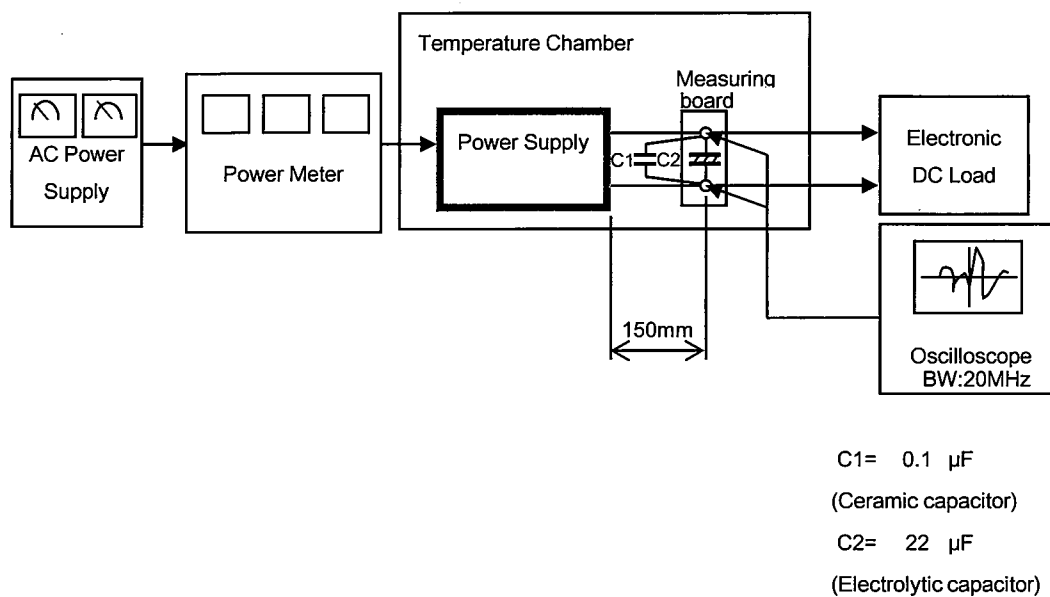 Temperature Chamber
Measuring
board
AC Power
Supply
Power Meter
Power Supply
C1
C2
Electronic
DC Load
150mm
Oscilloscope
BW:20MHz
C1= 0.1 µF
(Ceramic capacitor)
C2= 22 µF
(Electrolytic capacitor)